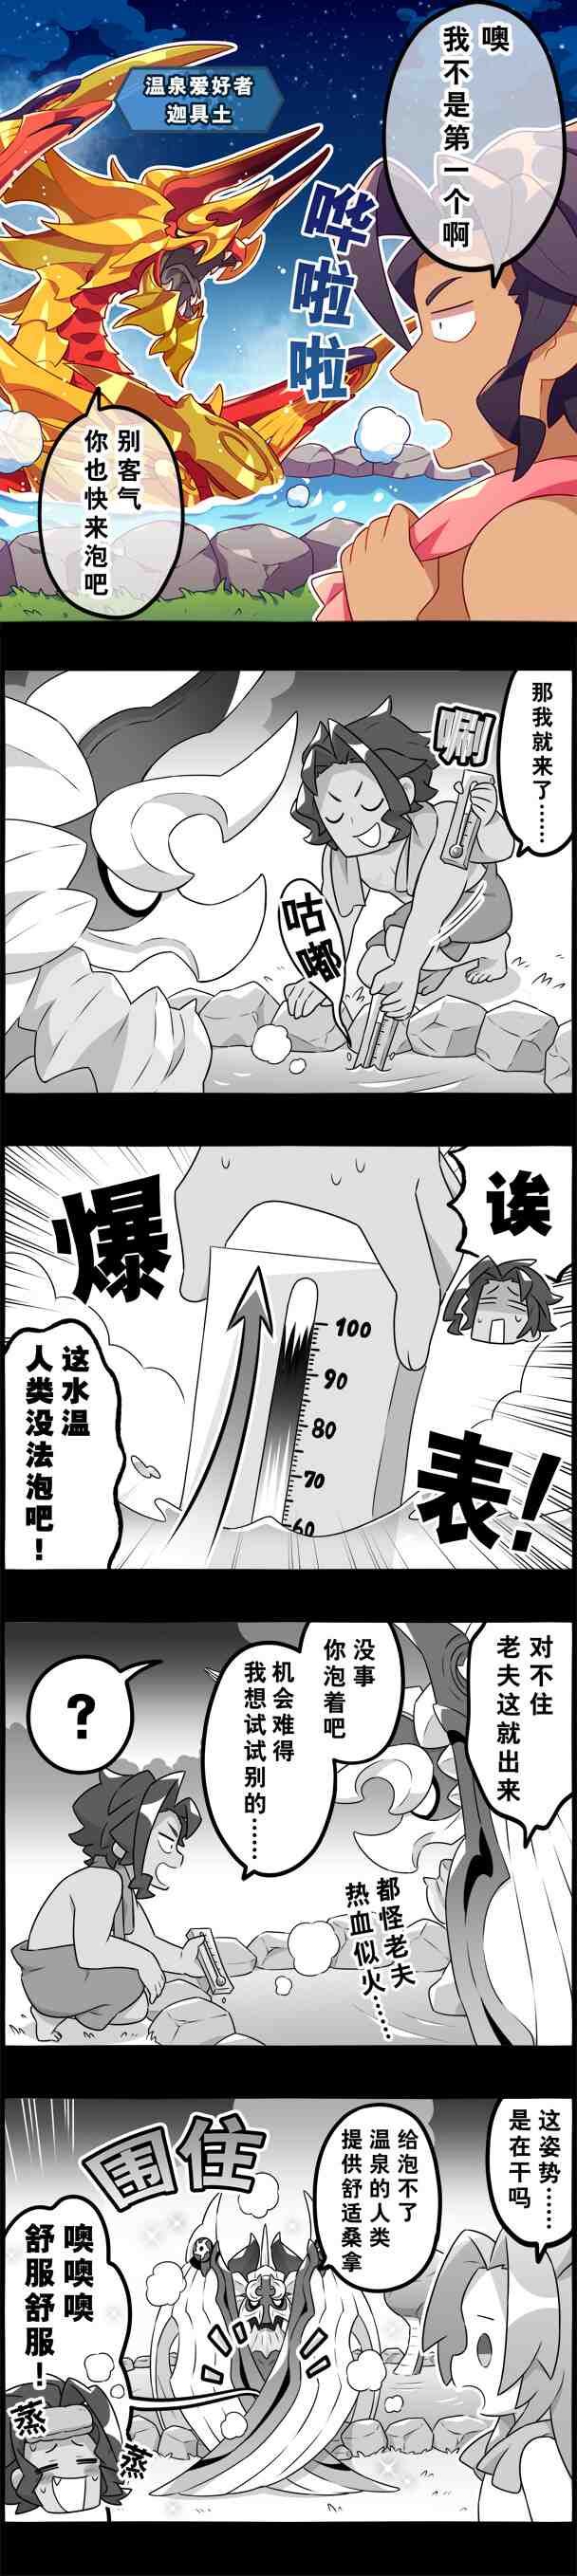 噢
我不是第一个啊
温泉爱好者
迦具土
哗啦啦
别客气
你也快来泡吧
那我就来了……
唰
咕嘟
诶
爆表！
100
90
80
70
60
这水温
人类没法泡吧！
对不住
老夫这就出来
没事
你泡着吧
机会难得
我想试试别的……
？
都怪老夫
热血似火……
这姿势……
是在干吗
给泡不了
温泉的人类
提供舒适桑拿
围住
噢噢噢
舒服舒服！
蒸
蒸